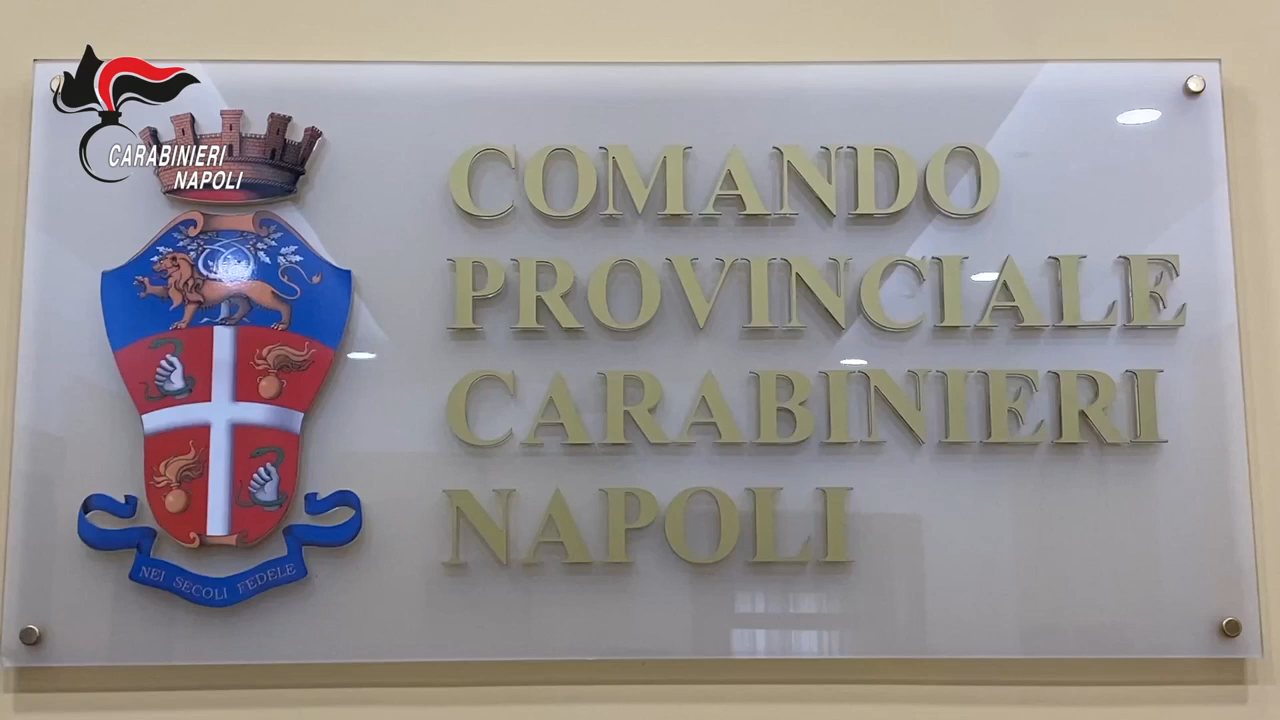 CARABINIERI
NAPOLI
COMANDO
PROVINCIALE
CARABINIERI
NAPOLI
NEI SECOLI FEDELE